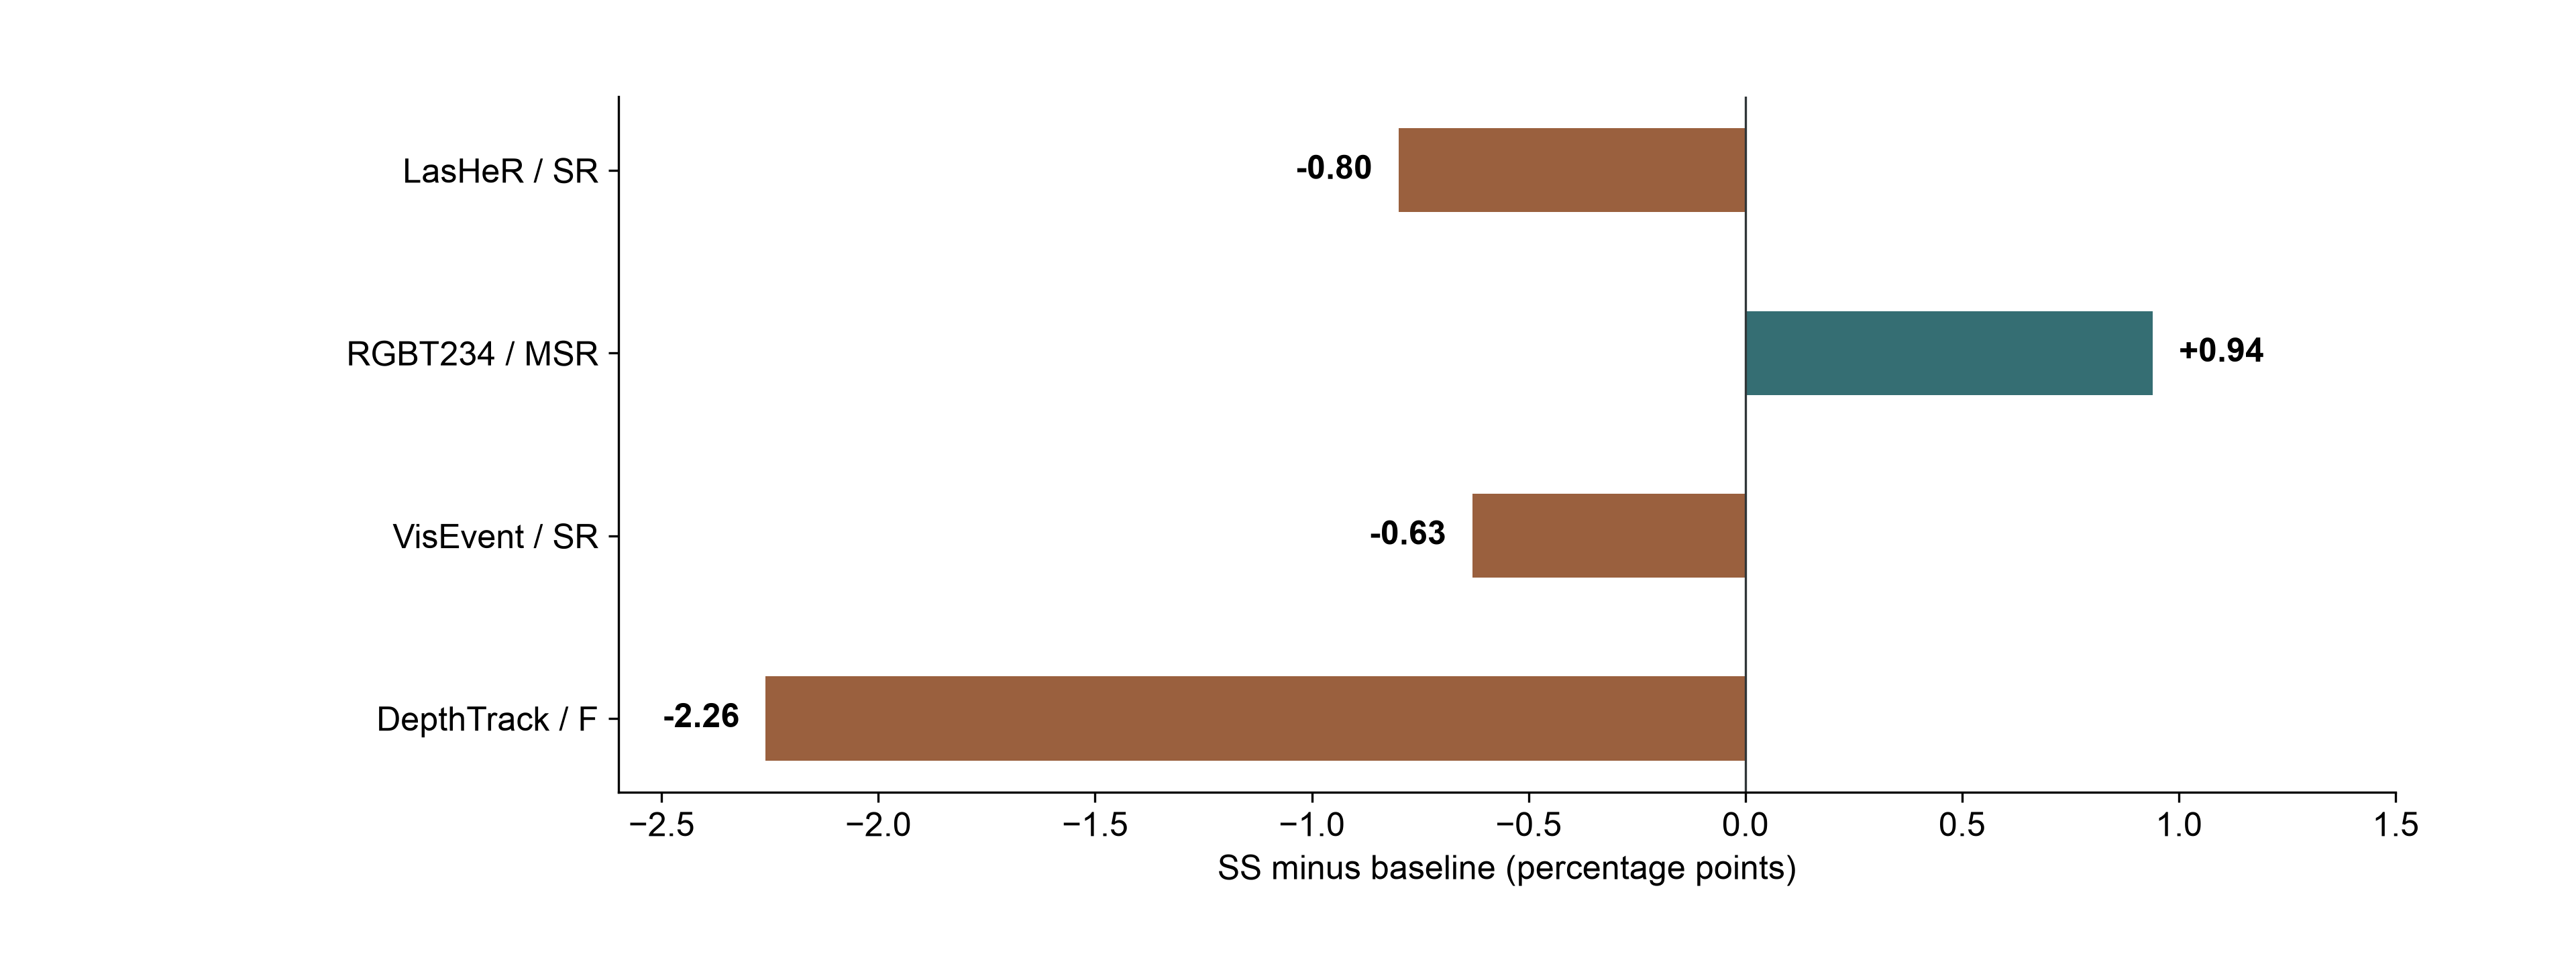 LasHeR / SR
-0.80
RGBT234 / MSR
+0.94
VisEvent / SR
-0.63
DepthTrack / F
-2.26
−2.5 −2.0 −1.5 −1.0 −0.5 0.0 0.5 1.0 1.5
SS minus baseline (percentage points)